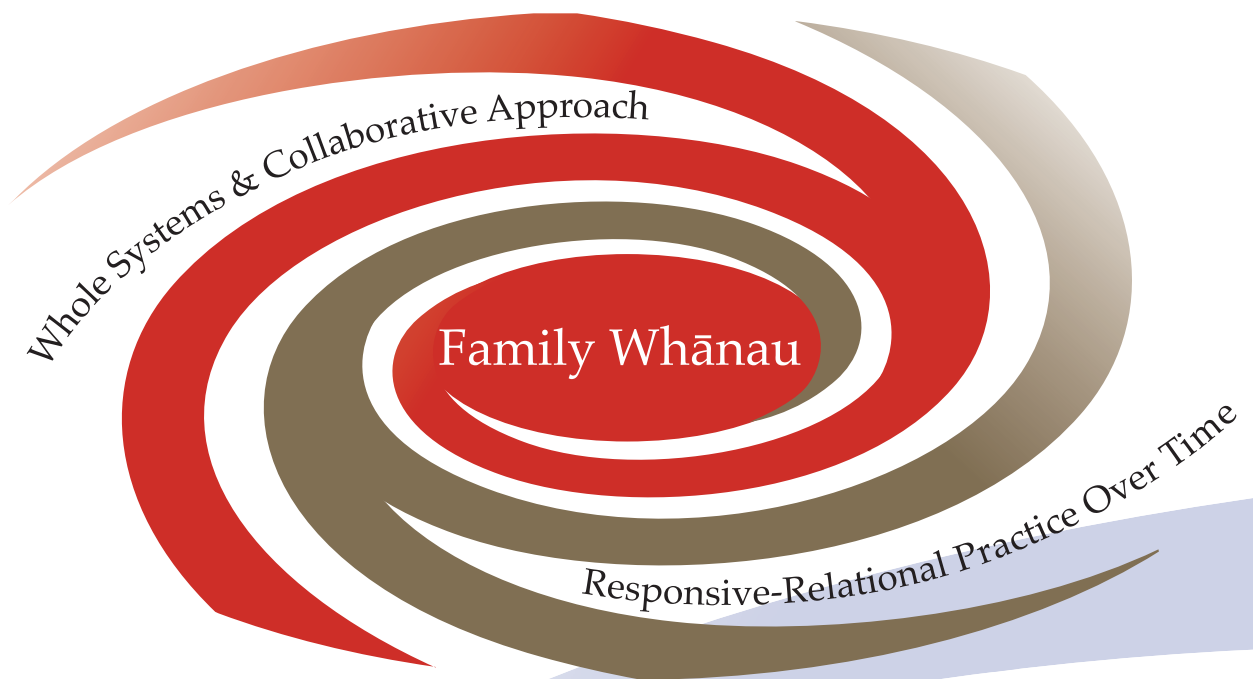 Whole Systems & Collaborative Approach
Family Whānau
Responsive-Relational Practice Over Time